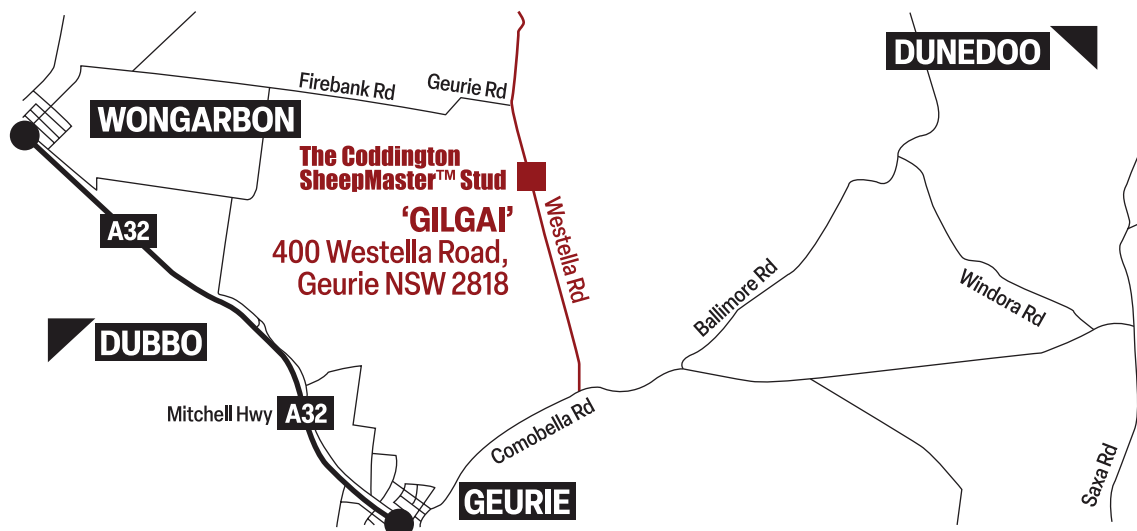 DUNEDOO
Firebank Rd
Geurie Rd
WONGARBON
The Coddington
SheepMaster™ Stud
'GILGAI'
400 Westella Road,
Geurie NSW 2818
Westella Rd
A32
Ballimore Rd
Windora Rd
DUBBO
Mitchell Hwy
A32
Comobella Rd
Saxa Rd
GEURIE